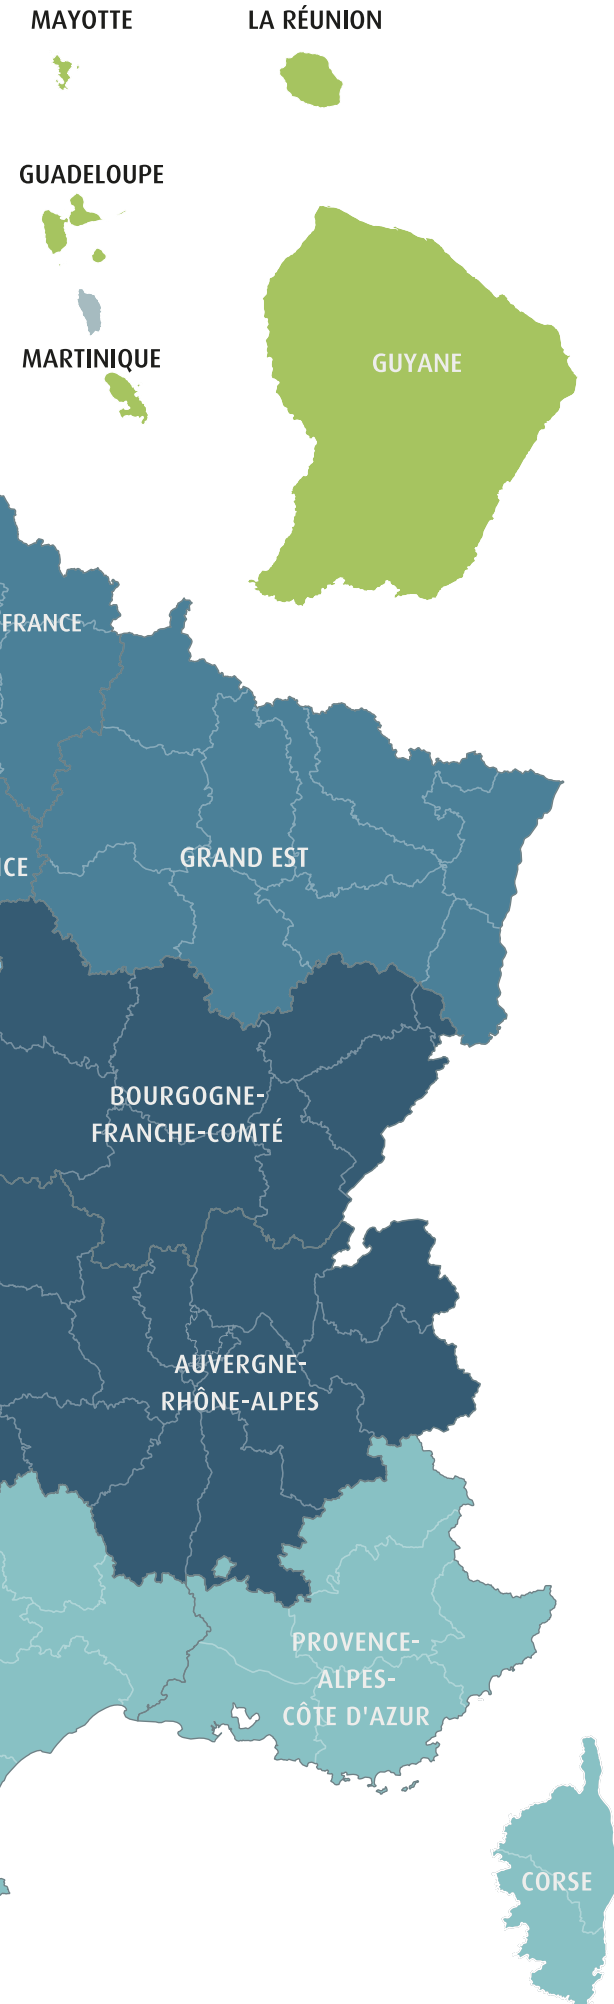 MAYOTTE
LA RÉUNION
GUADELOUPE
MARTINIQUE
GUYANE
FRANCE
GRAND EST
BOURGOGNE-
FRANCHE-COMTÉ
AUVERGNE-
RHÔNE-ALPES
PROVENCE-
ALPES-
CÔTE D'AZUR
CORSE